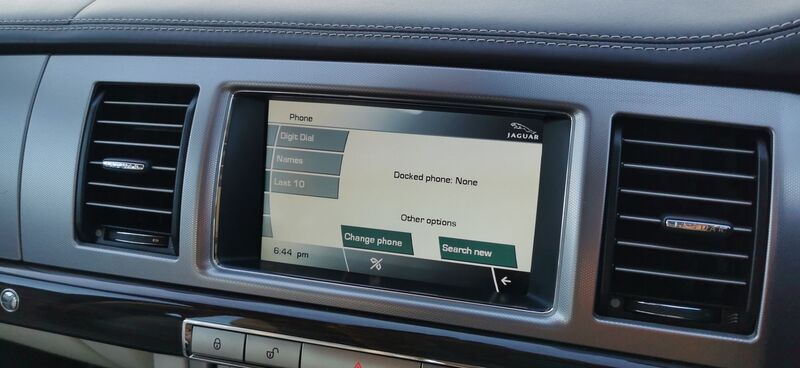 Phone
JAGUAR
Digit Dial
Names
Last 10
Docked phone: None
Other options
Change phone
Search new
6:44 pm